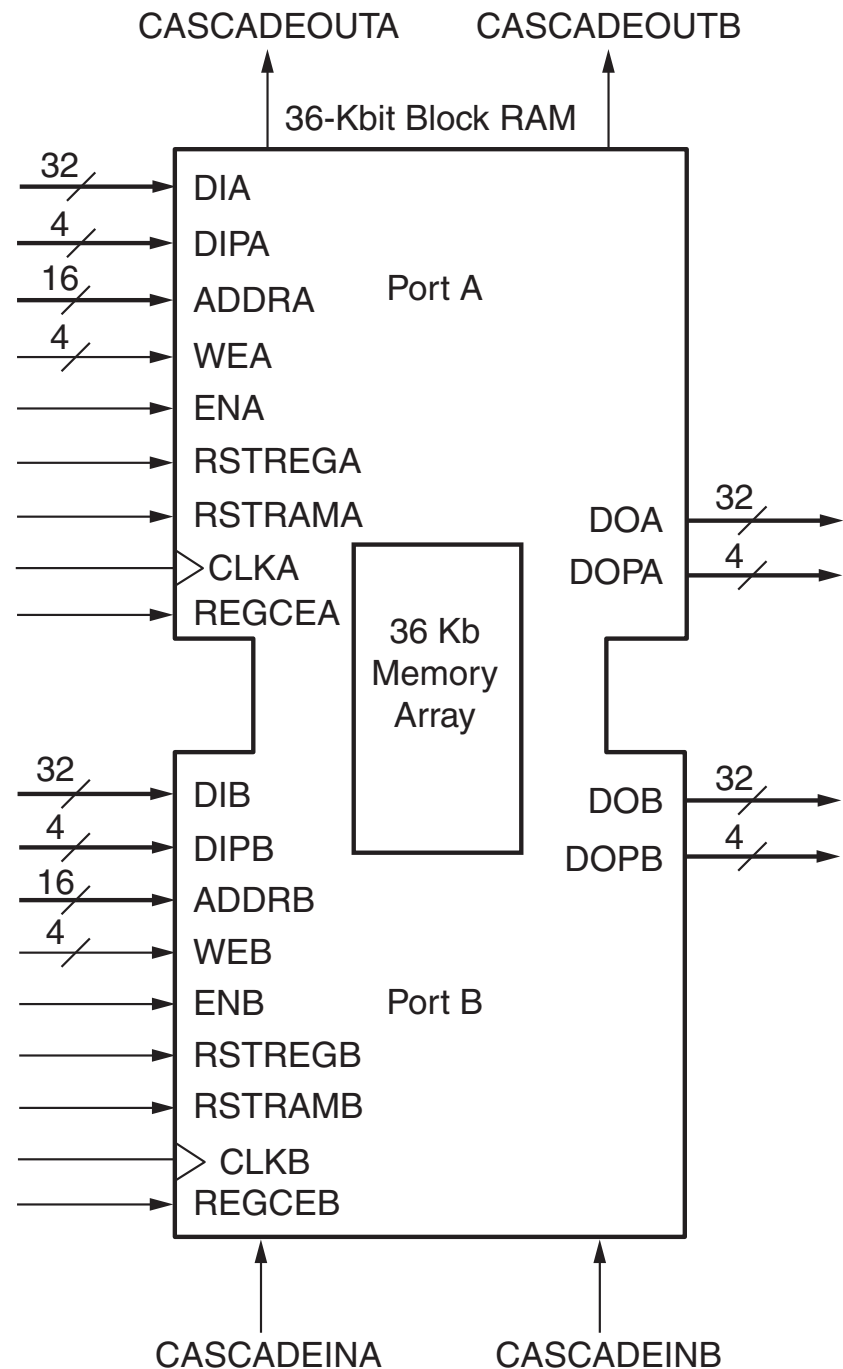 CASCADEOUTA CASCADEOUTB
36-Kbit Block RAM
32
DIA
4
DIPA
16
ADDRA
Port A
4
WEA
ENA
RSTREGA
RSTRAMA
CLKA
REGCEA
DOA
32
DOPA
4
36 Kb
Memory
Array
32
DIB
4
DIPB
16
ADDRB
4
WEB
ENB
Port B
RSTREGB
RSTRAMB
CLKB
REGCEB
DOB
32
DOPB
4
CASCADEINA CASCADEINB